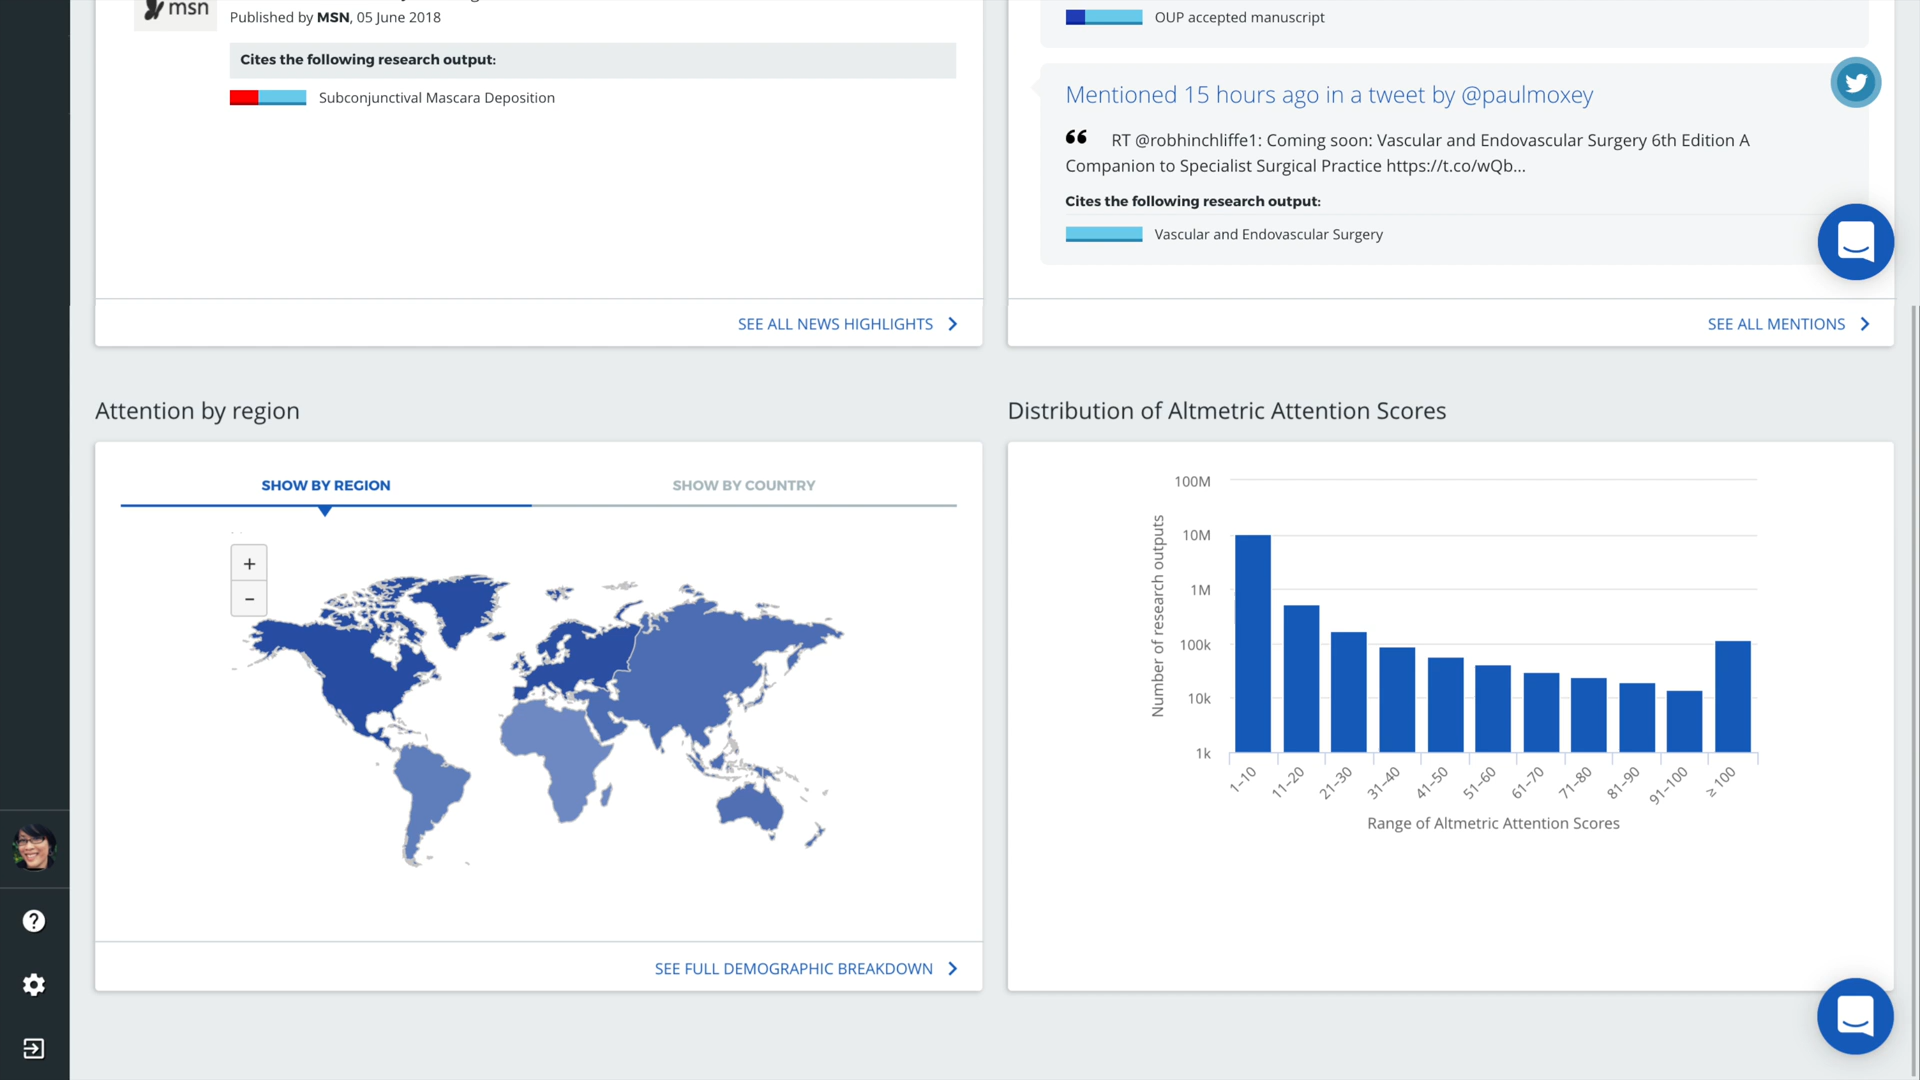 msn
Published by MSN, 05 June 2018
Cites the following research output:
Subconjunctival Mascara Deposition
SEE ALL NEWS HIGHLIGHTS
OUP accepted manuscript
Mentioned 15 hours ago in a tweet by @paulmoxey
“ RT @robhinchliffe1: Coming soon: Vascular and Endovascular Surgery 6th Edition A
Companion to Specialist Surgical Practice https://t.co/wQb...
Cites the following research output:
Vascular and Endovascular Surgery
SEE ALL MENTIONS
Attention by region
SHOW BY REGION
SHOW BY COUNTRY
+
−
SEE FULL DEMOGRAPHIC BREAKDOWN
Distribution of Altmetric Attention Scores
Number of research outputs
100M
10M
1M
100k
10k
1k
1–10
11–20
21–30
31–40
41–50
51–60
61–70
71–80
81–90
91–100
≥ 100
Range of Altmetric Attention Scores